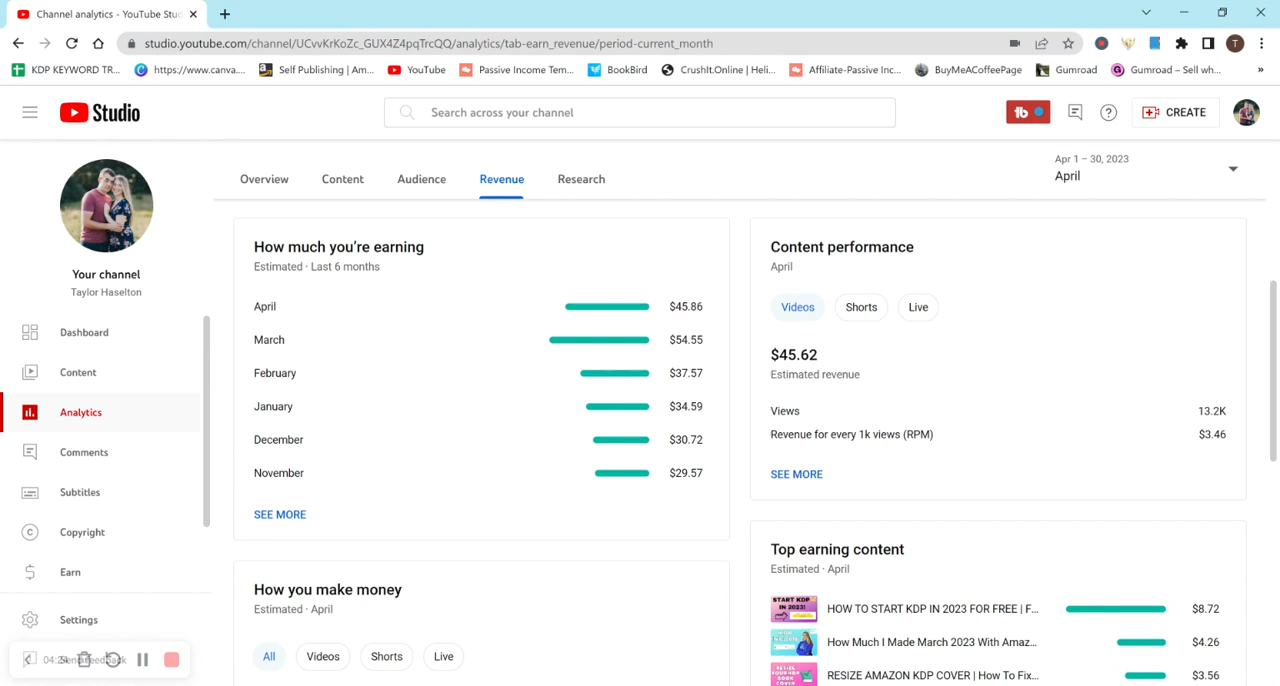 Channel analytics - YouTube Stud
studio.youtube.com/channel/UCvvKrKoZc_GUX4Z4pqTrcQQ/analytics/tab-earn_revenue/period-current_month
KDP KEYWORD TR... https://www.canva.... Self Publishing | Am... YouTube Passive Income Tem... BookBird CrushIt.Online | Heli... Affiliate-Passive Inc... BuyMeACoffeePage Gumroad Gumroad – Sell wh... »
Studio
Search across your channel
CREATE
Overview Content Audience Revenue Research
Apr 1 – 30, 2023
April
Your channel
Taylor Haselton
Dashboard
Content
Analytics
Comments
Subtitles
Copyright
Earn
Settings
How much you're earning
Estimated · Last 6 months
April $45.86
March $54.55
February $37.57
January $34.59
December $30.72
November $29.57
SEE MORE
How you make money
Estimated · April
All Videos Shorts Live
Content performance
April
Videos Shorts Live
$45.62
Estimated revenue
Views 13.2K
Revenue for every 1k views (RPM) $3.46
SEE MORE
Top earning content
Estimated · April
START KDP IN 2023!
HOW TO START KDP IN 2023 FOR FREE | F... $8.72
How Much I Made March 2023 With Amaz... $4.26
RESIZE AMAZON KDP COVER | How To Fix... $3.56